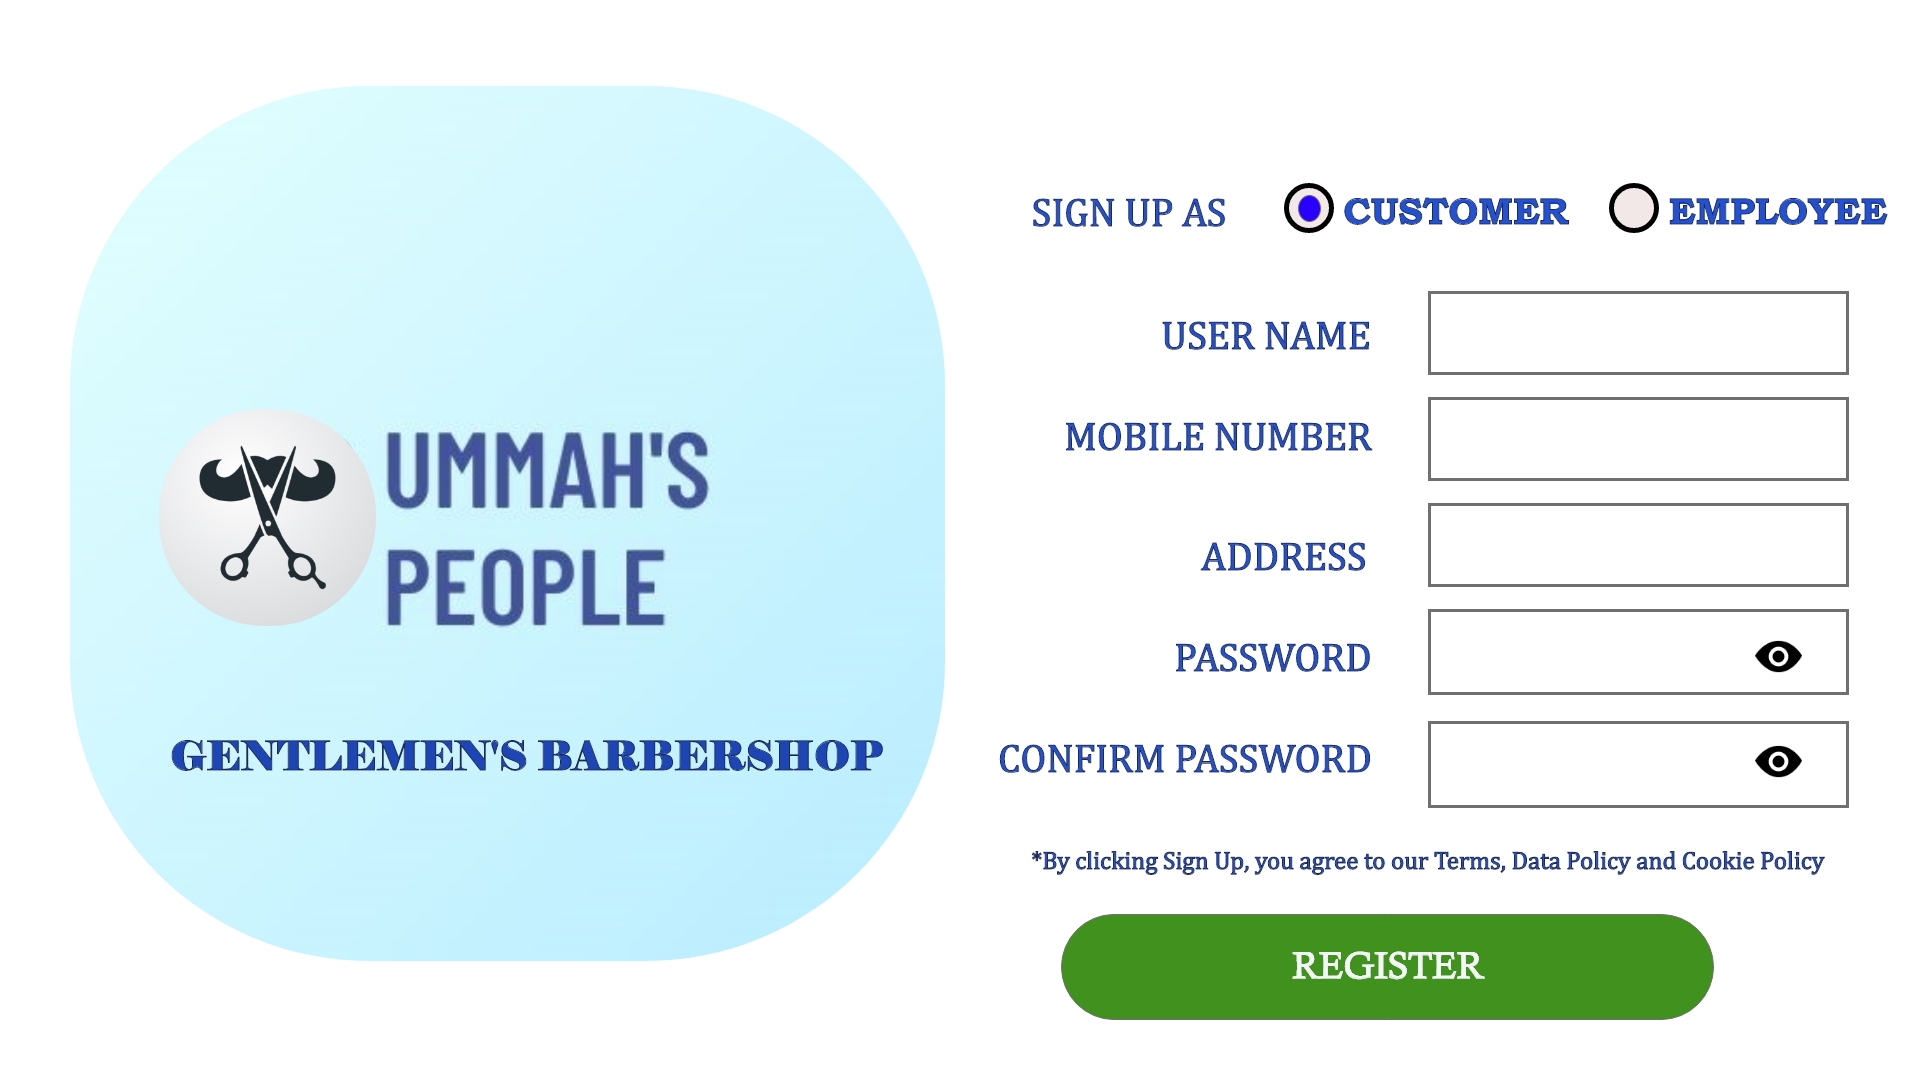 UMMAH'S
PEOPLE
GENTLEMEN'S BARBERSHOP
SIGN UP AS CUSTOMER EMPLOYEE
USER NAME
MOBILE NUMBER
ADDRESS
PASSWORD
CONFIRM PASSWORD
*By clicking Sign Up, you agree to our Terms, Data Policy and Cookie Policy
REGISTER